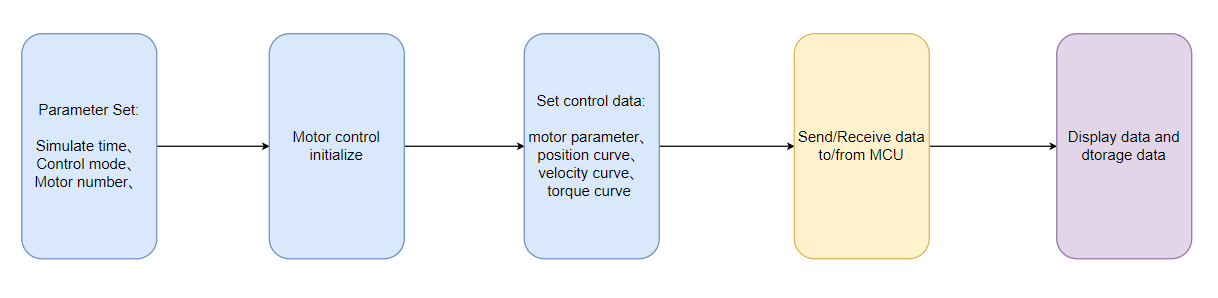 Parameter Set:
Simulate time、
Control mode、
Motor number、
Motor control
initialize
Set control data:
motor parameter、
position curve、
velocity curve、
torque curve
Send/Receive data
to/from MCU
Display data and
dtorage data